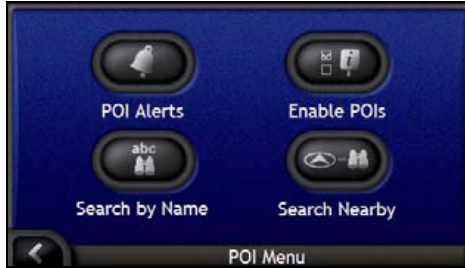 POI Alerts
Enable POIs
abc
i
Search by Name
Search Nearby
POI Menu